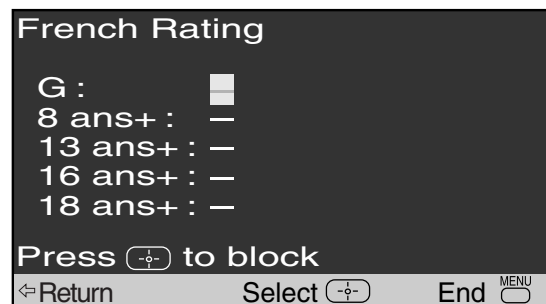 French Rating
G : –
8 ans+ : –
13 ans+ : –
16 ans+ : –
18 ans+ : –
Press to block
Return Select End MENU